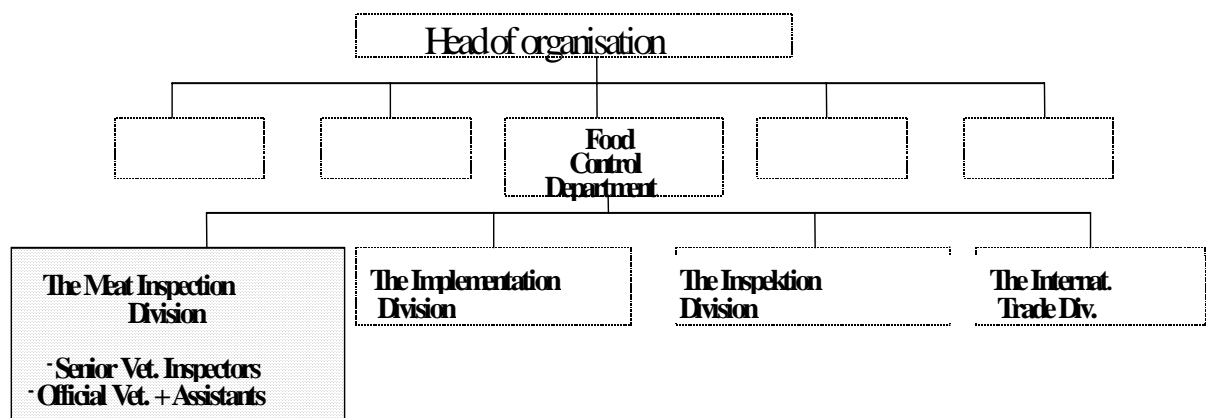 Head of organisation
Food
Control
Department
The Meat Inspection
Division
- Senior Vet. Inspectors
- Official Vet. + Assistants
The Implementation
Division
The Inspektion
Division
The Internat.
Trade Div.